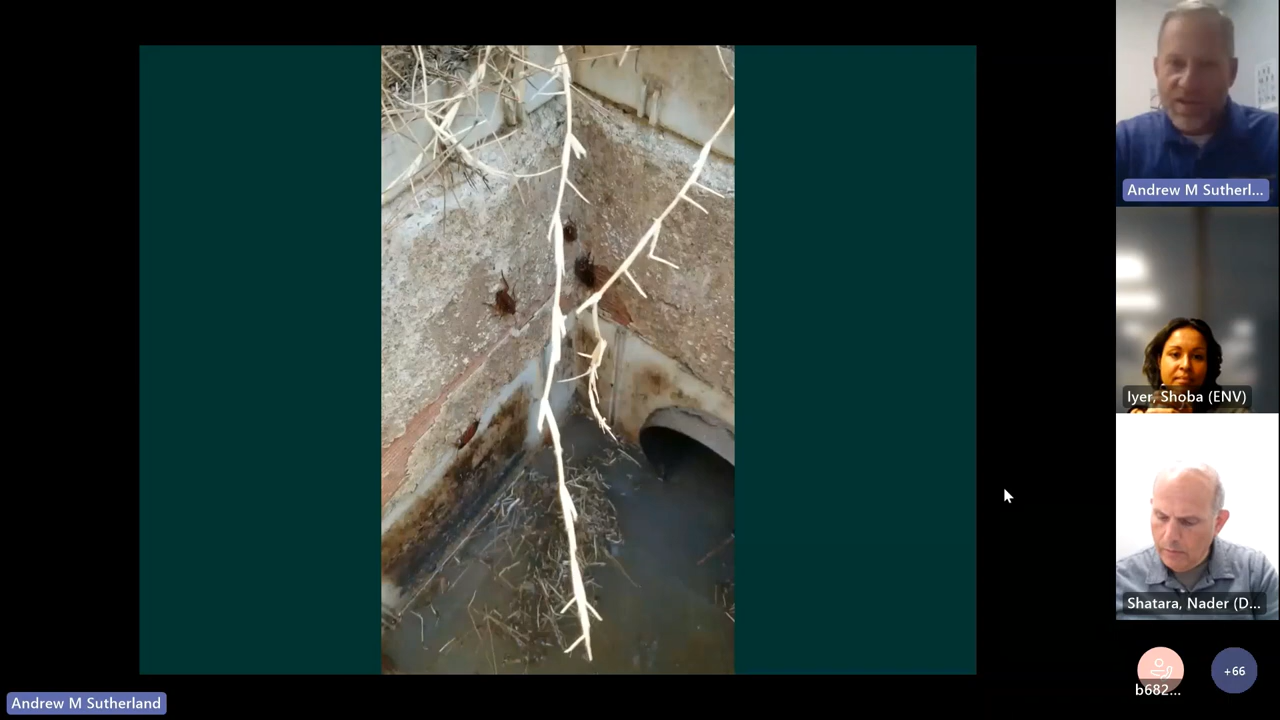 Andrew M Sutherl...
Iyer, Shoba (ENV)
Shatara, Nader (D...
b682...
+66
Andrew M Sutherland